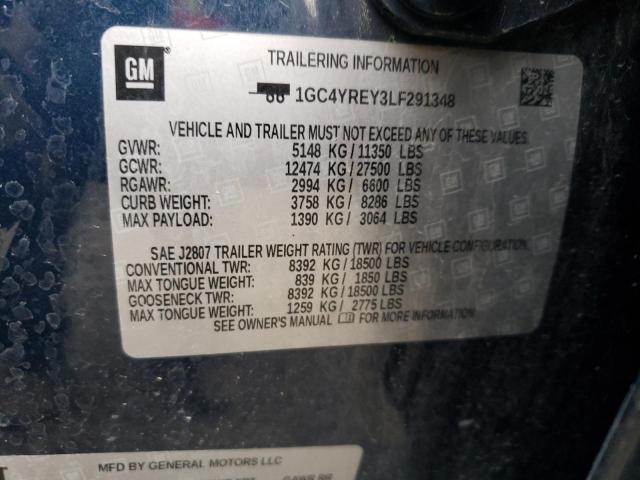 GM
TRAILERING INFORMATION
1GC4YREY3LF291348
VEHICLE AND TRAILER MUST NOT EXCEED ANY OF THESE VALUES
GVWR: 5148 KG / 11350 LBS
GCWR: 12474 KG / 27500 LBS
RGAWR: 2994 KG / 6600 LBS
CURB WEIGHT: 3758 KG / 8286 LBS
MAX PAYLOAD: 1390 KG / 3064 LBS
SAE J2807 TRAILER WEIGHT RATING (TWR) FOR VEHICLE CONFIGURATION.
CONVENTIONAL TWR: 8392 KG / 18500 LBS
MAX TONGUE WEIGHT: 839 KG / 1850 LBS
GOOSENECK TWR: 8392 KG / 18500 LBS
MAX TONGUE WEIGHT: 1259 KG / 2775 LBS
SEE OWNER'S MANUAL FOR MORE INFORMATION
MFD BY GENERAL MOTORS LLC